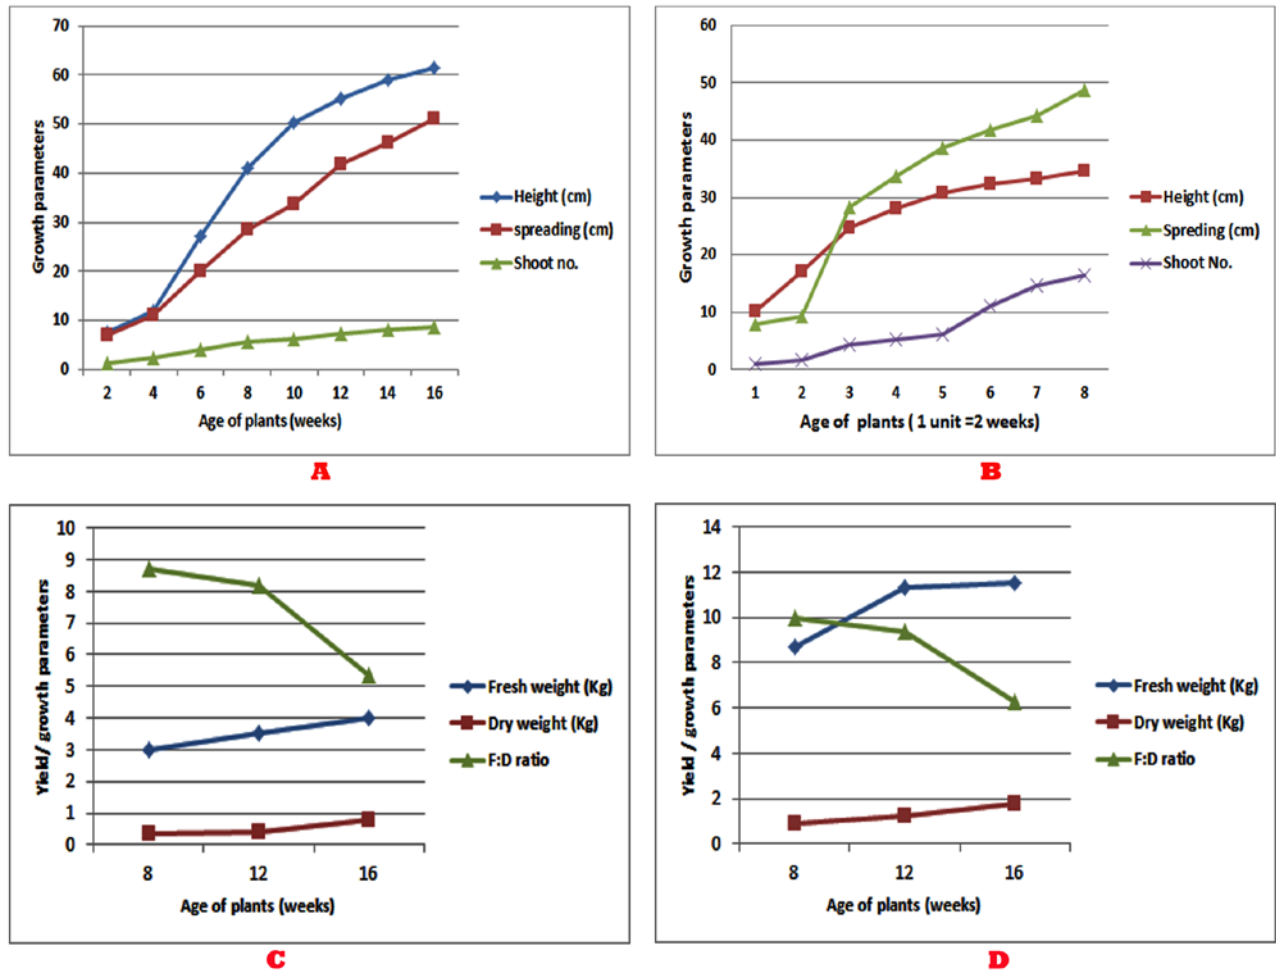 70
60
50
40
30
20
10
0
Growth parameters
2 4 6 8 10 12 14 16
Age of plants (weeks)
Height (cm)
spreading (cm)
Shoot no.
A
60
50
40
30
20
10
0
Growth parameters
1 2 3 4 5 6 7 8
Age of plants ( 1 unit =2 weeks)
Height (cm)
Spreding (cm)
Shoot No.
B
10
9
8
7
6
5
4
3
2
1
0
Yield/ growth parameters
8 12 16
Age of plants (weeks)
Fresh weight (Kg)
Dry weight (Kg)
F:D ratio
C
14
12
10
8
6
4
2
0
Yield / growth parameters
8 12 16
Age of plants (weeks)
Fresh weight (Kg)
Dry weight (Kg)
F:D ratio
D